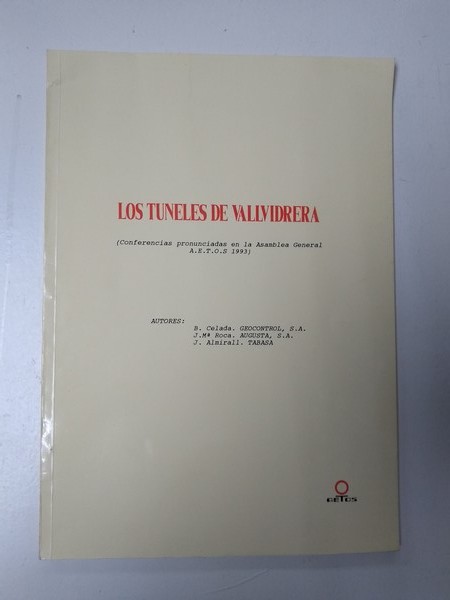 LOS TUNELES DE VALLVIDRERA
(Conferencias pronunciadas en la Asamblea General
A.E.T.O.S 1993)
AUTORES:
B. Celada. GEOCONTROL, S.A.
J.Mª Roca. AUGUSTA, S.A.
J. Almirall. TABASA
aetos